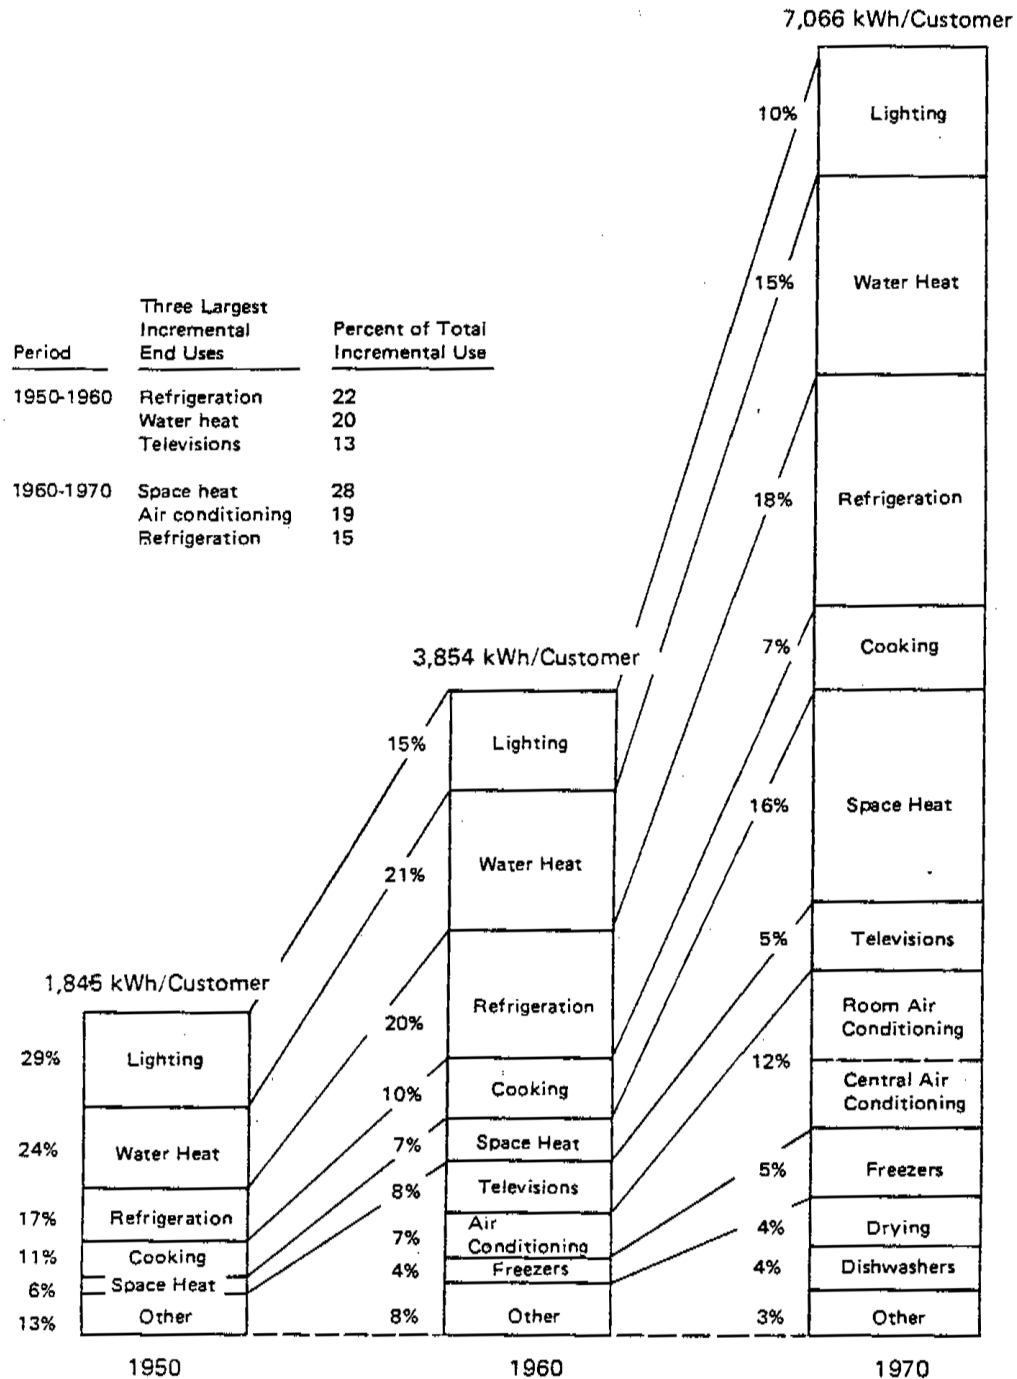 7,066 kWh/Customer
10%
Lighting
15%
Water Heat
18%
Refrigeration
7%
Cooking
16%
Space Heat
5%
Televisions
12%
Room Air
Conditioning
Central Air
Conditioning
5%
Freezers
4%
Drying
4%
Dishwashers
3%
Other
1970
Period
Three Largest
Incremental
End Uses
Percent of Total
Incremental Use
1950-1960
Refrigeration
22
Water heat
20
Televisions
13
1960-1970
Space heat
28
Air conditioning
19
Refrigeration
15
3,854 kWh/Customer
15%
Lighting
21%
Water Heat
20%
Refrigeration
10%
Cooking
7%
Space Heat
8%
Televisions
7%
Air
Conditioning
4%
Freezers
8%
Other
1960
1,845 kWh/Customer
29%
Lighting
24%
Water Heat
17%
Refrigeration
11%
Cooking
6%
Space Heat
13%
Other
1950